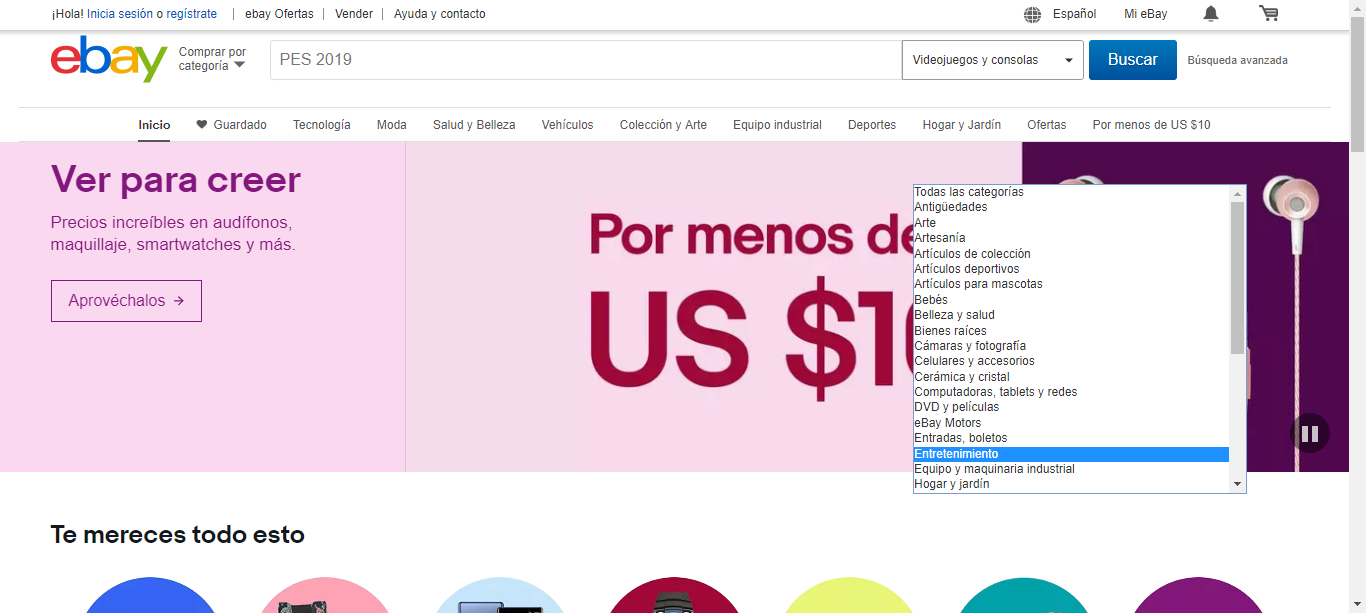 ¡Hola! Inicia sesión o regístrate | ebay Ofertas | Vender | Ayuda y contacto Español Mi eBay
ebay Comprar por categoría PES 2019 Videojuegos y consolas Buscar Búsqueda avanzada
Inicio Guardado Tecnología Moda Salud y Belleza Vehículos Colección y Arte Equipo industrial Deportes Hogar y Jardín Ofertas Por menos de US $10
Ver para creer
Precios increíbles en audífonos,
maquillaje, smartwatches y más.
Aprovéchalos →
Por menos de
US $10
Todas las categorías
Antigüedades
Arte
Artesanía
Artículos de colección
Artículos deportivos
Artículos para mascotas
Bebés
Belleza y salud
Bienes raíces
Cámaras y fotografía
Celulares y accesorios
Cerámica y cristal
Computadoras, tablets y redes
DVD y películas
eBay Motors
Entradas, boletos
Entretenimiento
Equipo y maquinaria industrial
Hogar y jardín
Te mereces todo esto